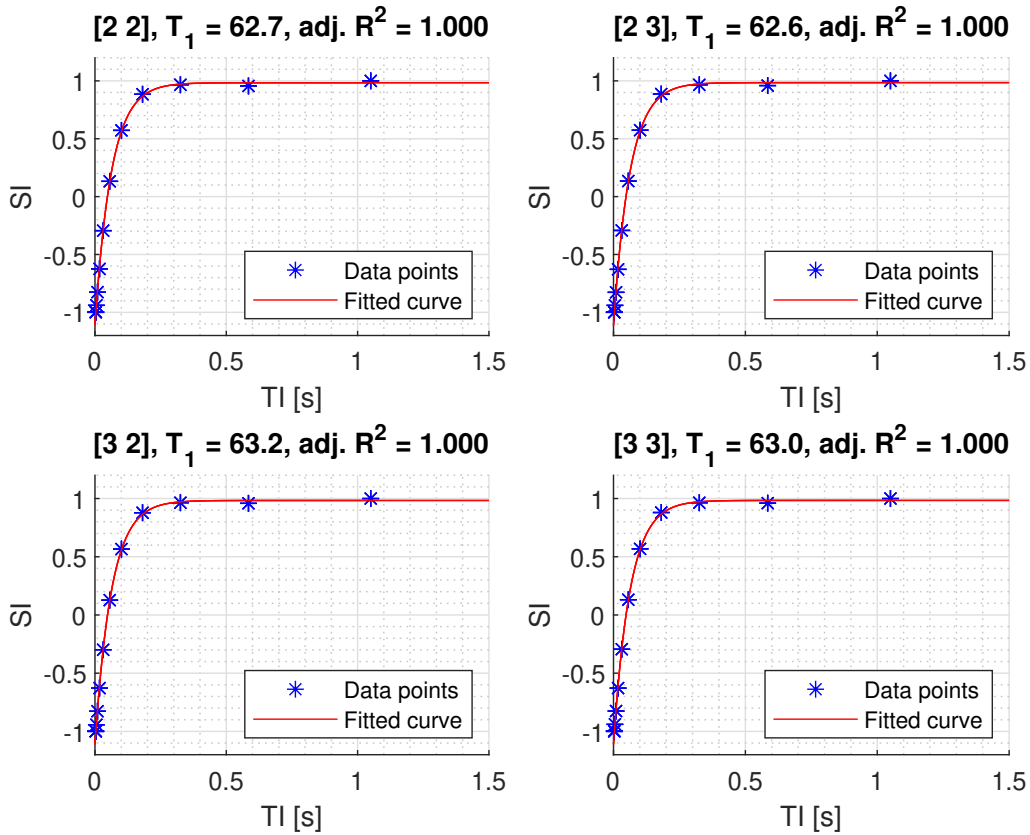 [2 2], T1 = 62.7, adj. R2 = 1.000
1
0.5
0
-0.5
-1
SI
Data points
Fitted curve
0 0.5 1 1.5
TI [s]
[2 3], T1 = 62.6, adj. R2 = 1.000
1
0.5
0
-0.5
-1
SI
Data points
Fitted curve
0 0.5 1 1.5
TI [s]
[3 2], T1 = 63.2, adj. R2 = 1.000
1
0.5
0
-0.5
-1
SI
Data points
Fitted curve
0 0.5 1 1.5
TI [s]
[3 3], T1 = 63.0, adj. R2 = 1.000
1
0.5
0
-0.5
-1
SI
Data points
Fitted curve
0 0.5 1 1.5
TI [s]